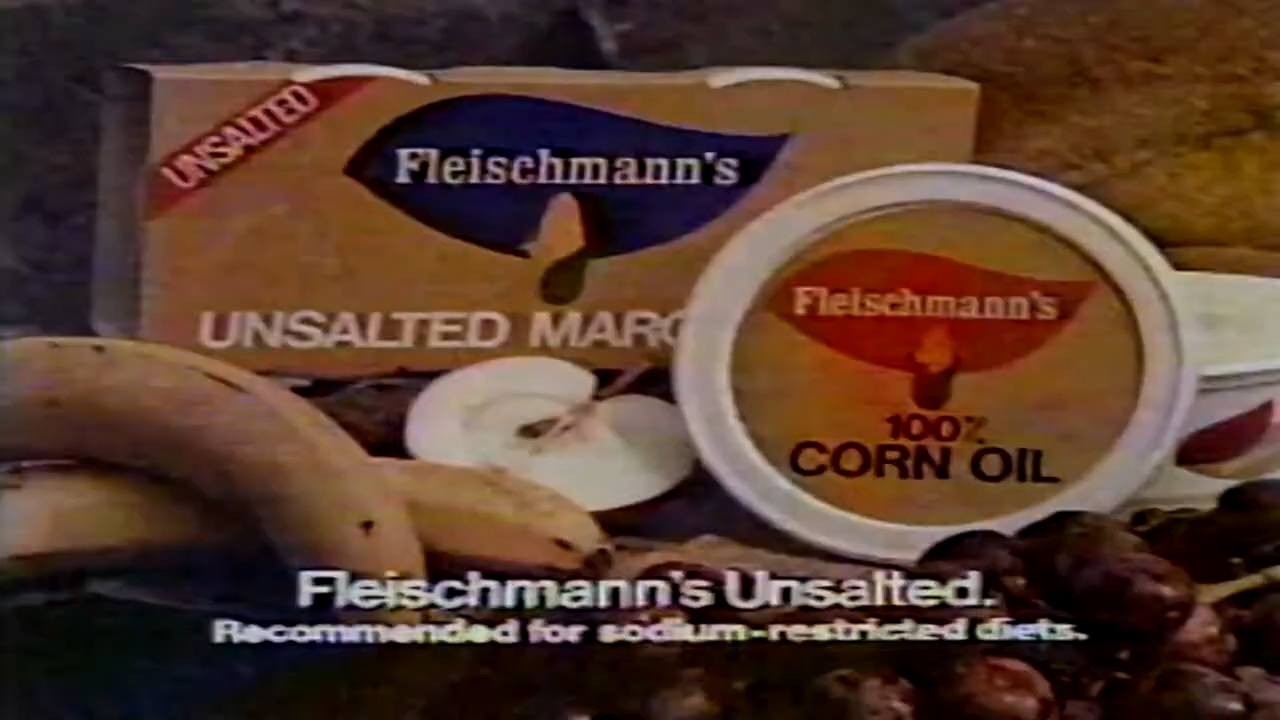 UNSALTED
Fleischmann's
UNSALTED MARG
Fleischmann's
100%
CORN OIL
Fleischmann's Unsalted.
Recommended for sodium-restricted diets.